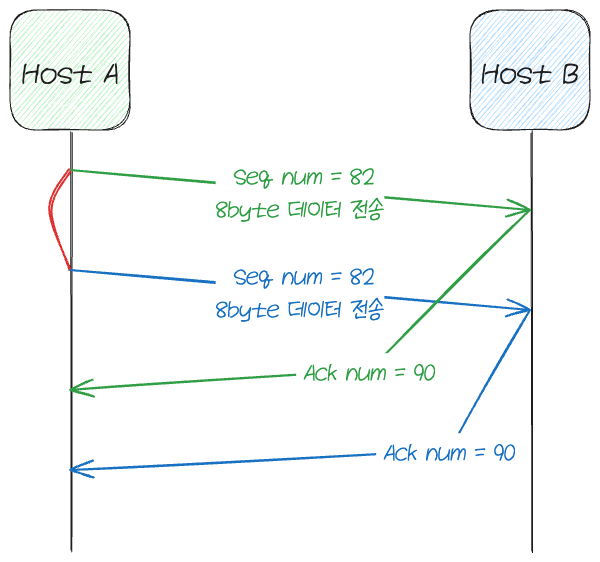 Host A
Host B
Seq num = 82
8byte 데이터 전송
Seq num = 82
8byte 데이터 전송
Ack num = 90
Ack num = 90